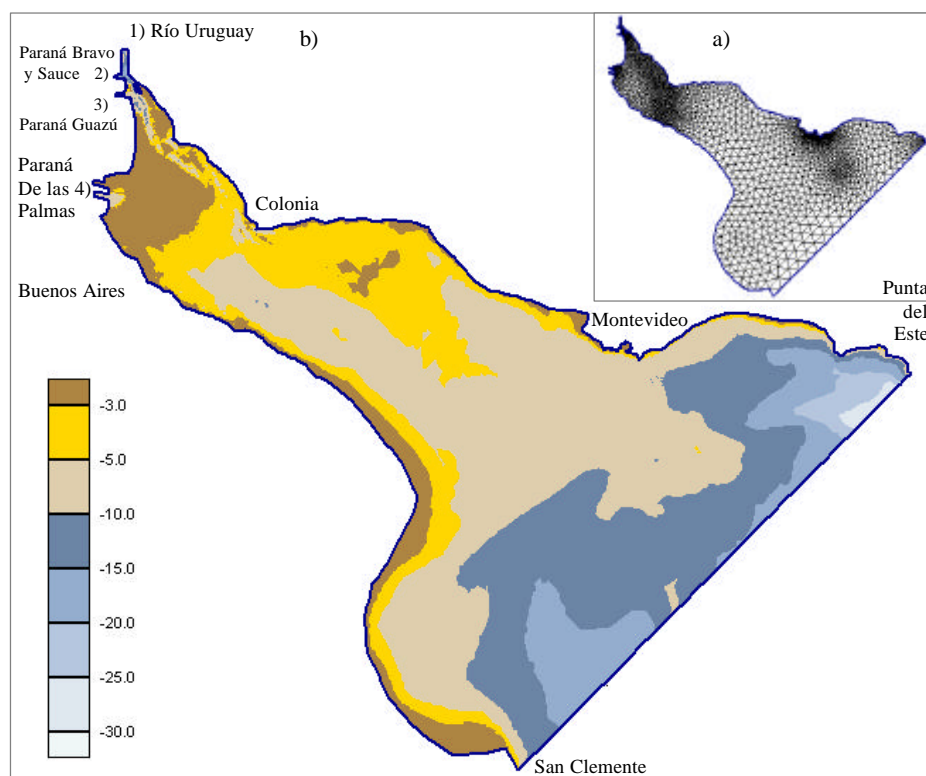 1) Río Uruguay
b)
a)
Paraná Bravo
y Sauce 2)
3)
Paraná Guazú
Paraná
De las 4)
Palmas
Colonia
Buenos Aires
Montevideo
Punta
del
Este
-3.0
-5.0
-10.0
-15.0
-20.0
-25.0
-30.0
San Clemente